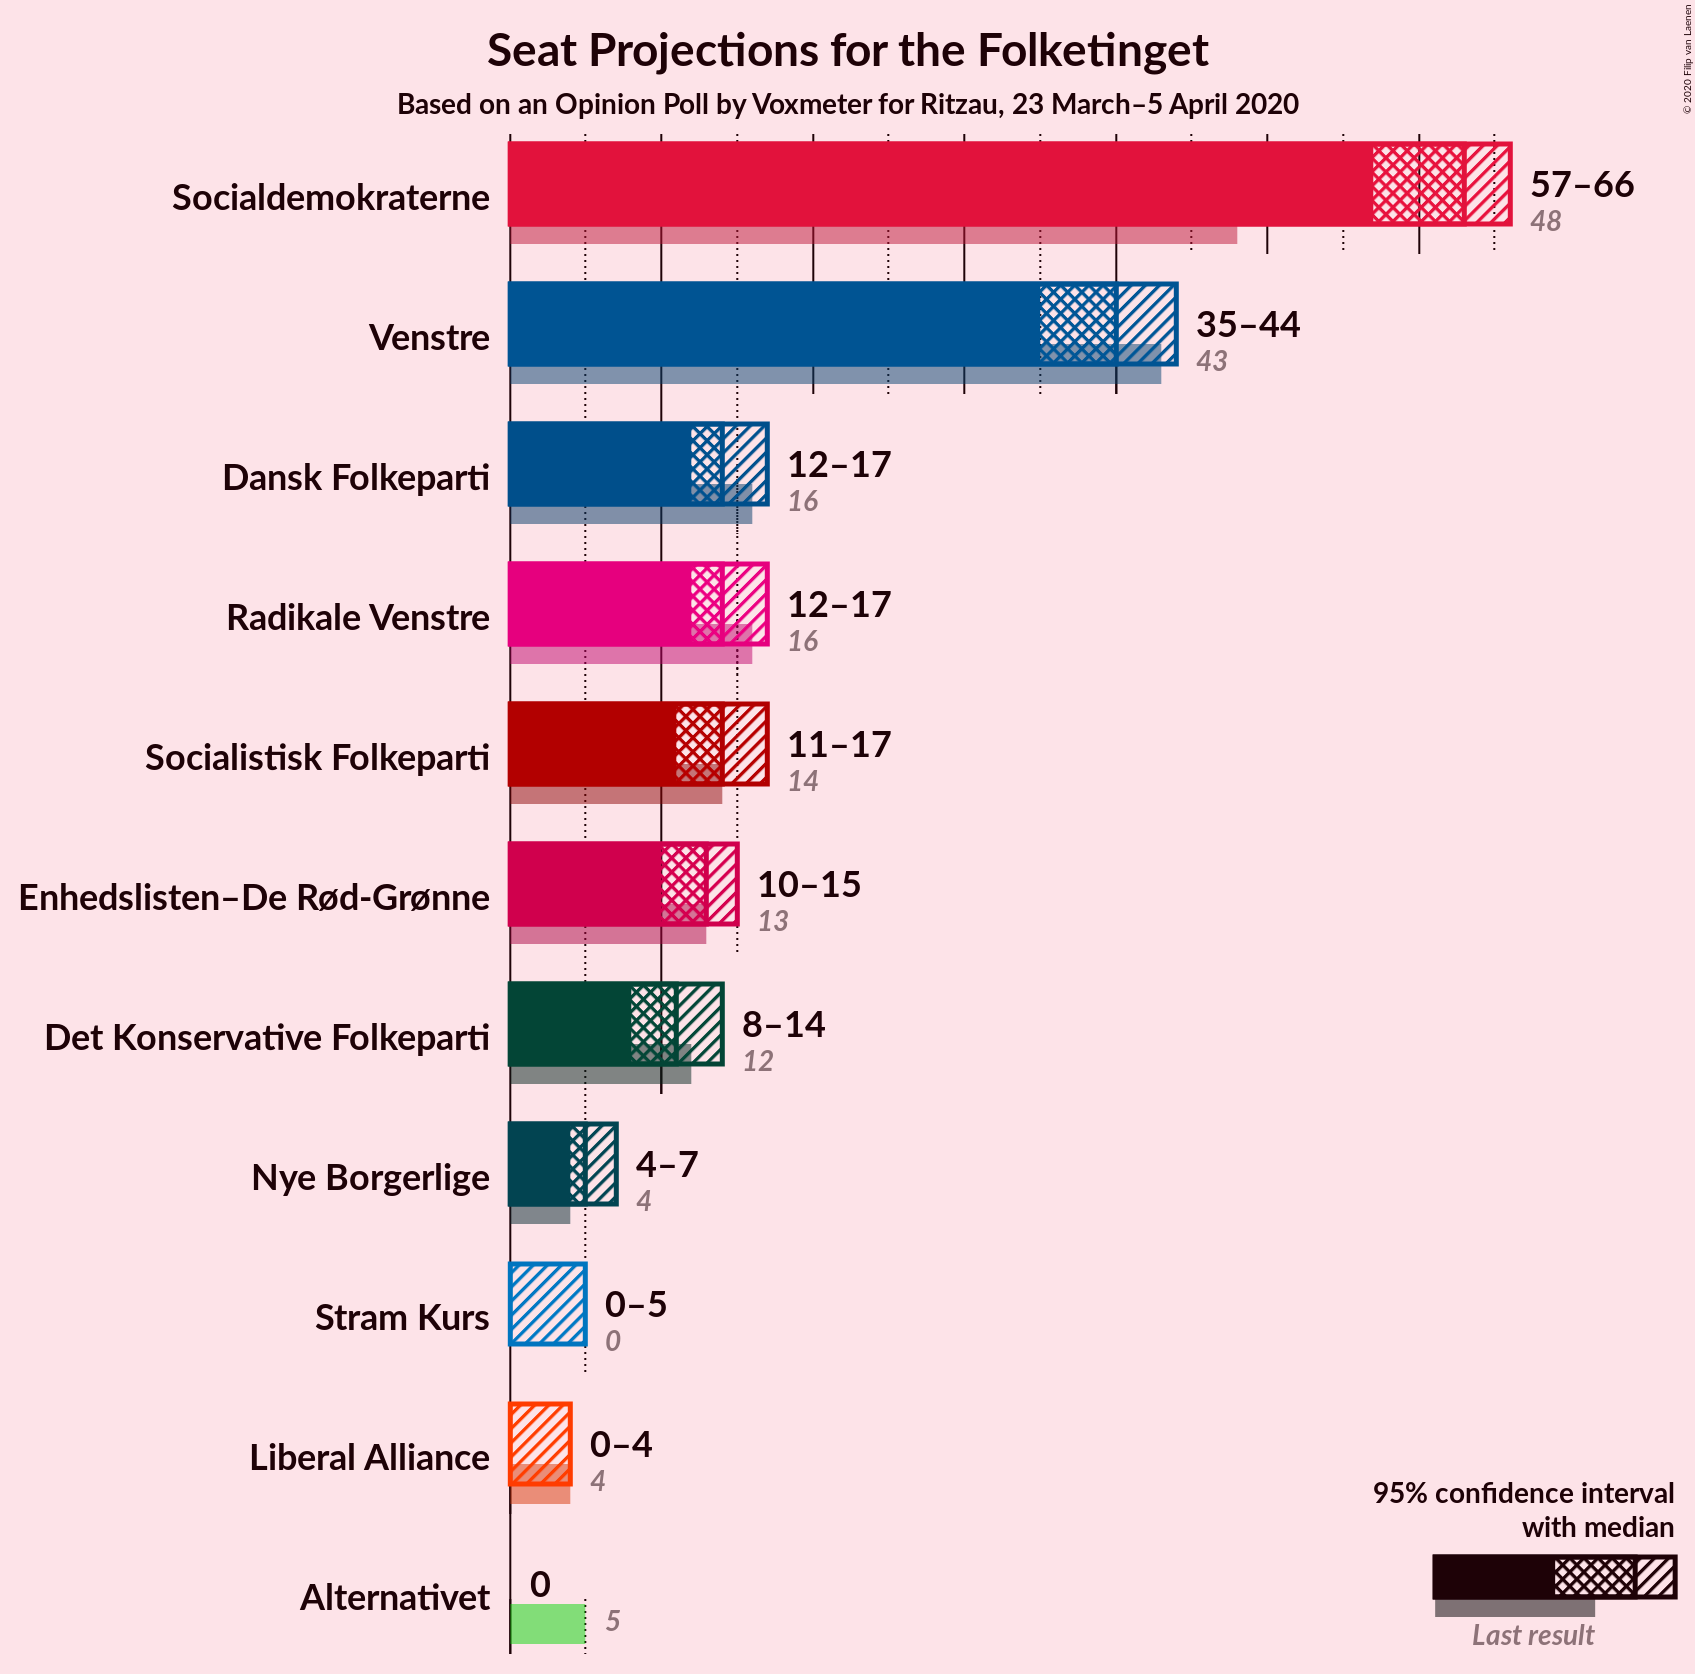 Seat Projections for the Folketinget
Based on an Opinion Poll by Voxmeter for Ritzau, 23 March–5 April 2020
© 2020 Filip van Laenen
Socialdemokraterne
57–66
48
Venstre
35–44
43
Dansk Folkeparti
12–17
16
Radikale Venstre
12–17
16
Socialistisk Folkeparti
11–17
14
Enhedslisten–De Rød-Grønne
10–15
13
Det Konservative Folkeparti
8–14
12
Nye Borgerlige
4–7
4
Stram Kurs
0–5
0
Liberal Alliance
0–4
4
Alternativet
0
5
95% confidence interval
with median
Last result